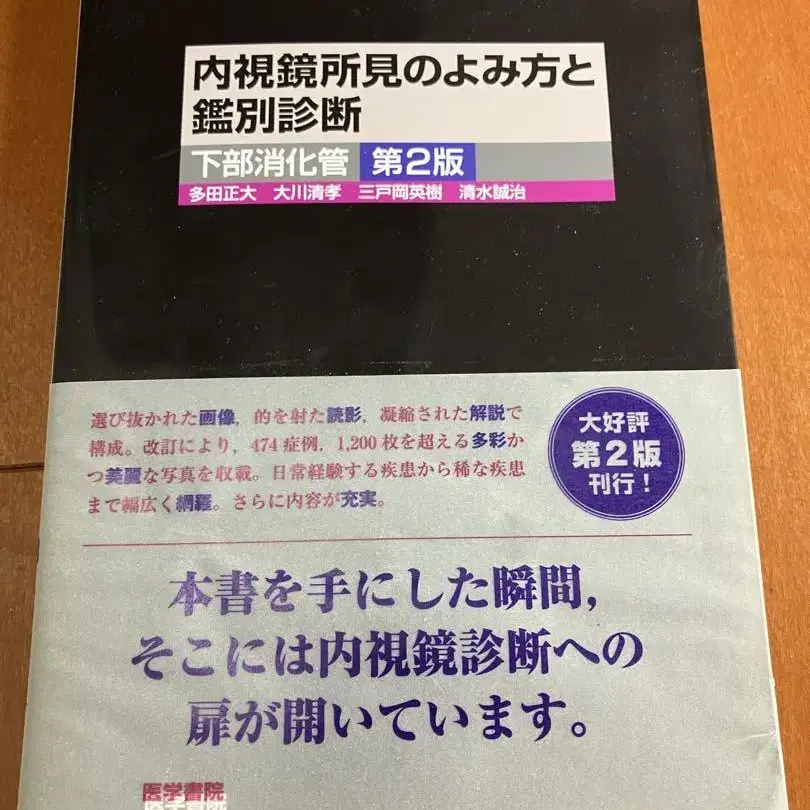 内視鏡所見のよみ方と
鑑別診断
下部消化管 第2版
多田正大 大川清孝 三戸岡英樹 清水誠治
選び抜かれた画像，的を射た読影，凝縮された解説で
構成。改訂により，474症例，1,200枚を超える多彩か
つ美麗な写真を収載。日常経験する疾患から稀な疾患
まで幅広く網羅。さらに内容が充実。
大好評
第2版
刊行！
本書を手にした瞬間，
そこには内視鏡診断への
扉が開いています。
医学書院
医学書院